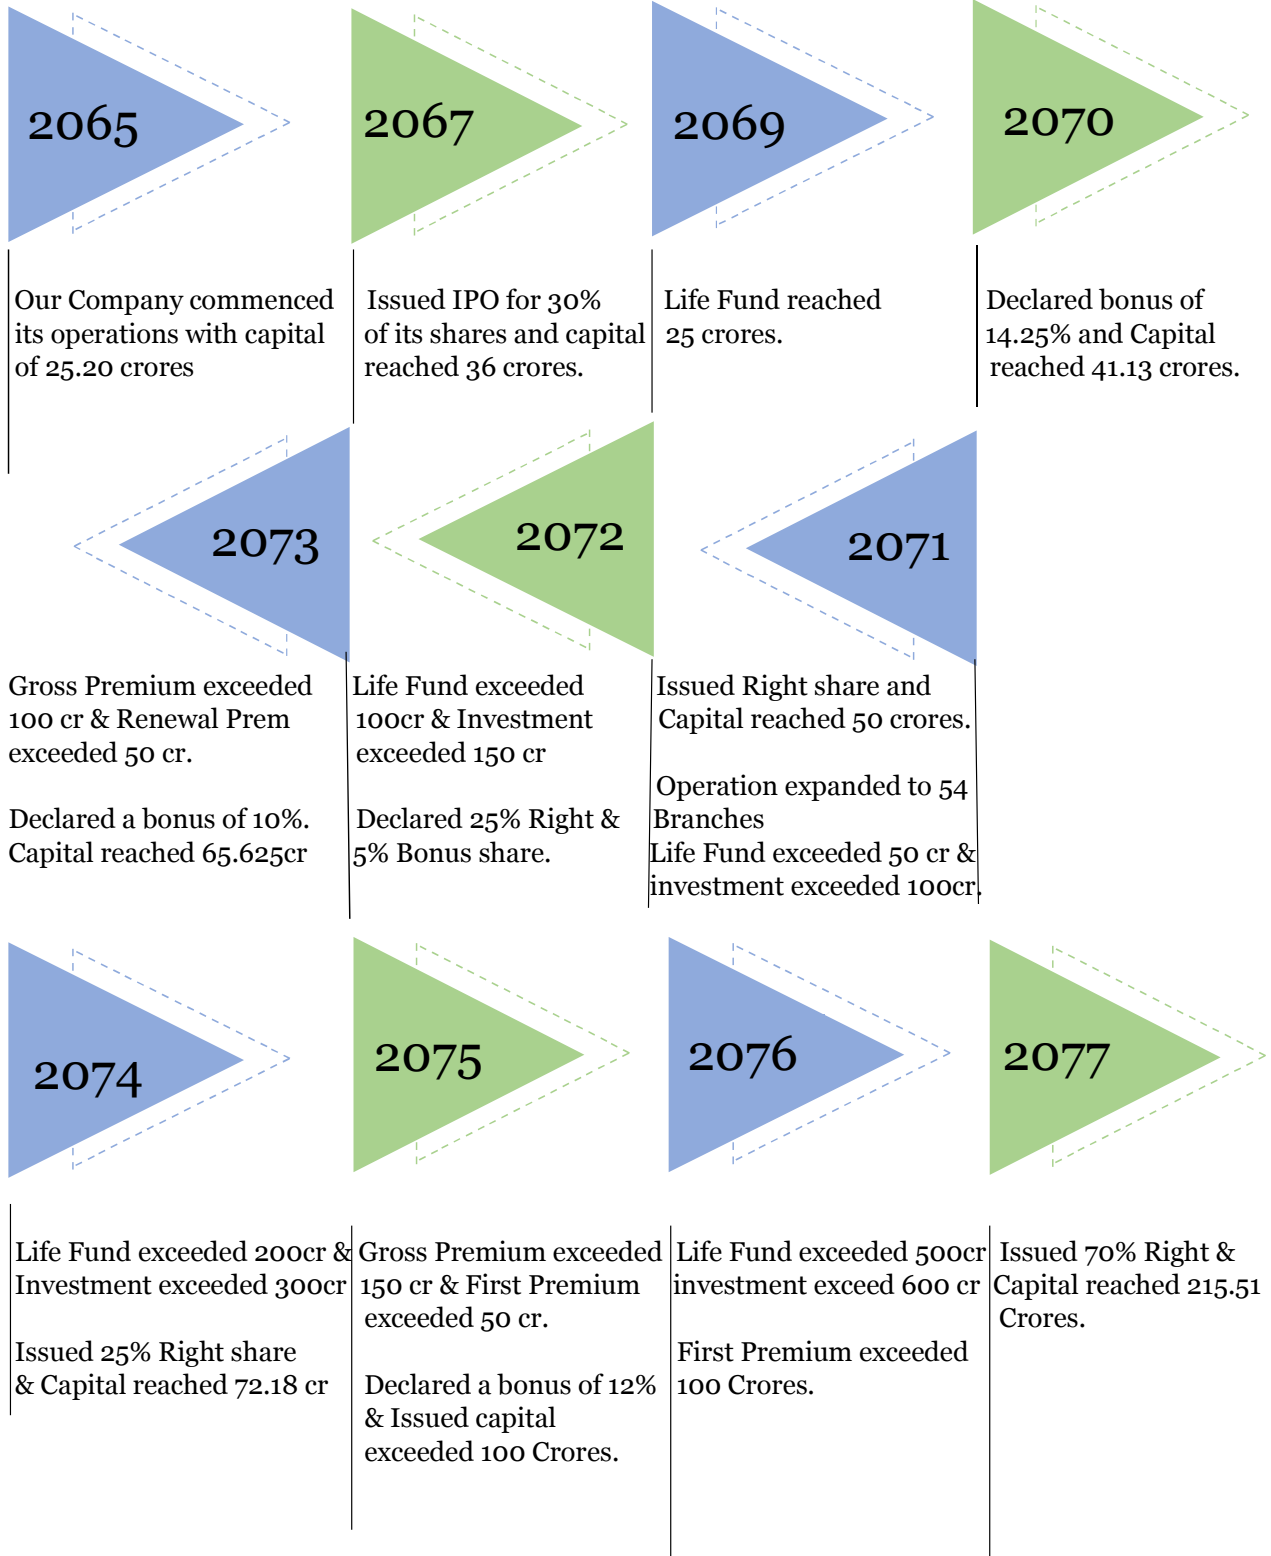 2065
Our Company commenced
its operations with capital
of 25.20 crores
2067
Issued IPO for 30%
of its shares and capital
reached 36 crores.
2069
Life Fund reached
25 crores.
2070
Declared bonus of
14.25% and Capital
reached 41.13 crores.
2071
Issued Right share and
Capital reached 50 crores.
Operation expanded to 54
Branches
Life Fund exceeded 50 cr &
investment exceeded 100cr.
2072
Life Fund exceeded
100cr & Investment
exceeded 150 cr
Declared 25% Right &
5% Bonus share.
2073
Gross Premium exceeded
100 cr & Renewal Prem
exceeded 50 cr.
Declared a bonus of 10%.
Capital reached 65.625cr
2074
Life Fund exceeded 200cr &
Investment exceeded 300cr
Issued 25% Right share
& Capital reached 72.18 cr
2075
Gross Premium exceeded
150 cr & First Premium
exceeded 50 cr.
Declared a bonus of 12%
& Issued capital
exceeded 100 Crores.
2076
Life Fund exceeded 500cr
investment exceed 600 cr
First Premium exceeded
100 Crores.
2077
Issued 70% Right &
Capital reached 215.51
Crores.